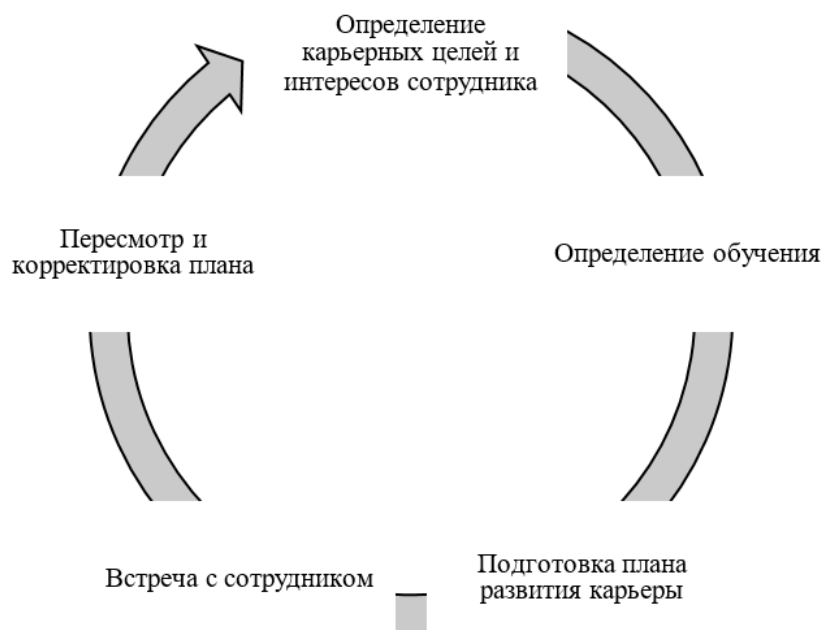 Определение
карьерных целей и
интересов сотрудника
Определение обучения
Подготовка плана
развития карьеры
Встреча с сотрудником
Пересмотр и
корректировка плана